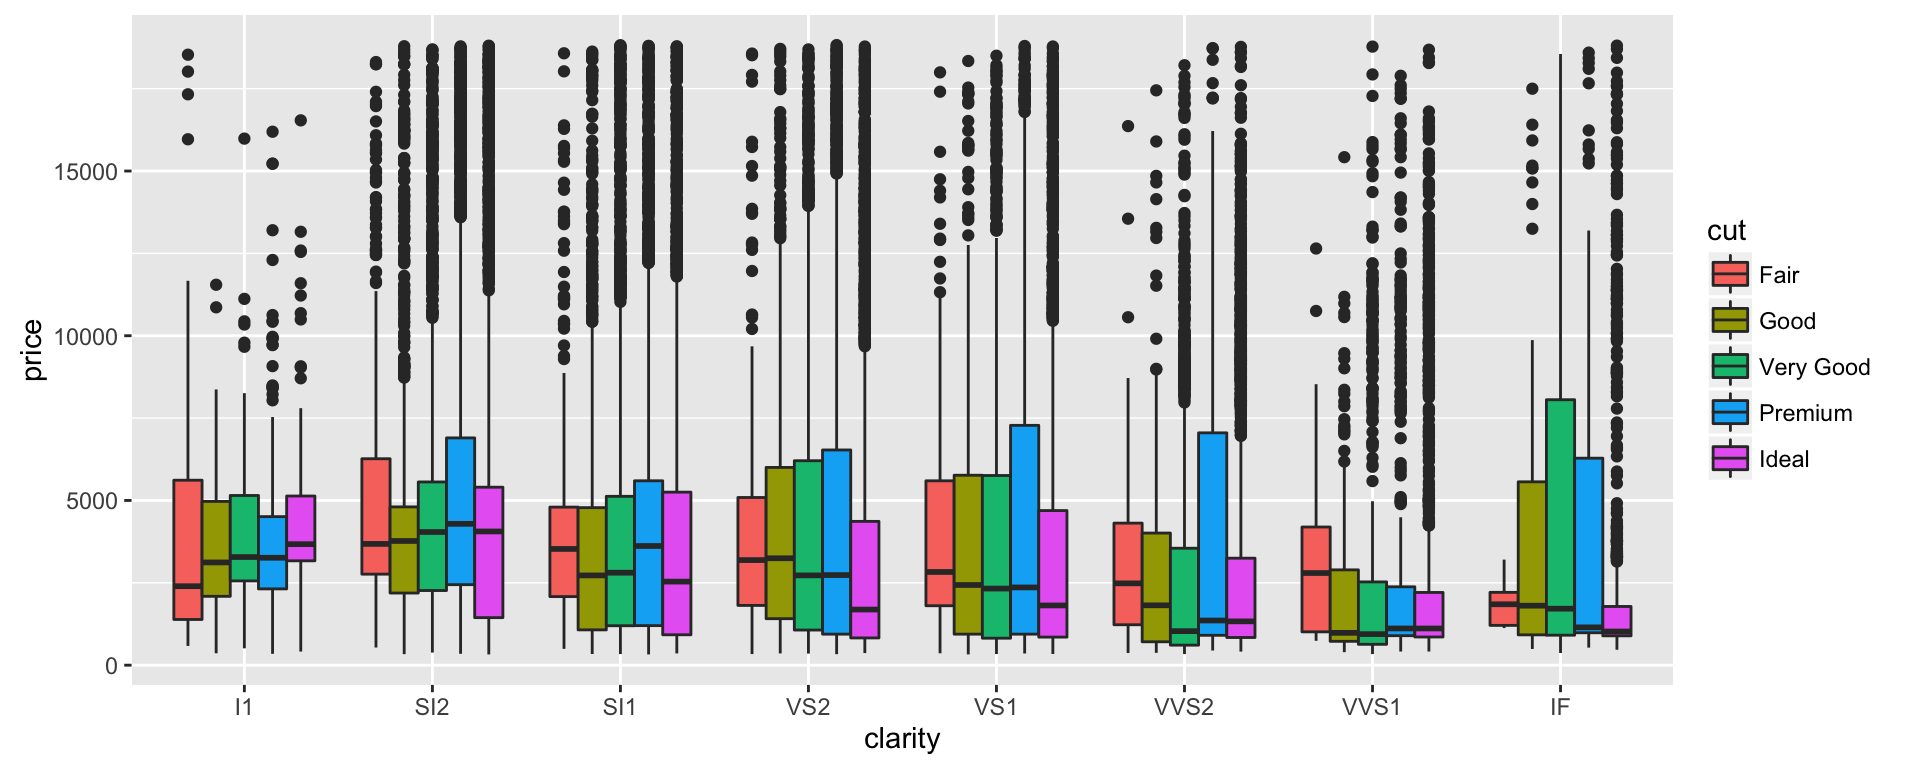 price
15000
10000
5000
0
I1 SI2 SI1 VS2 VS1 VVS2 VVS1 IF
clarity
cut
Fair
Good
Very Good
Premium
Ideal